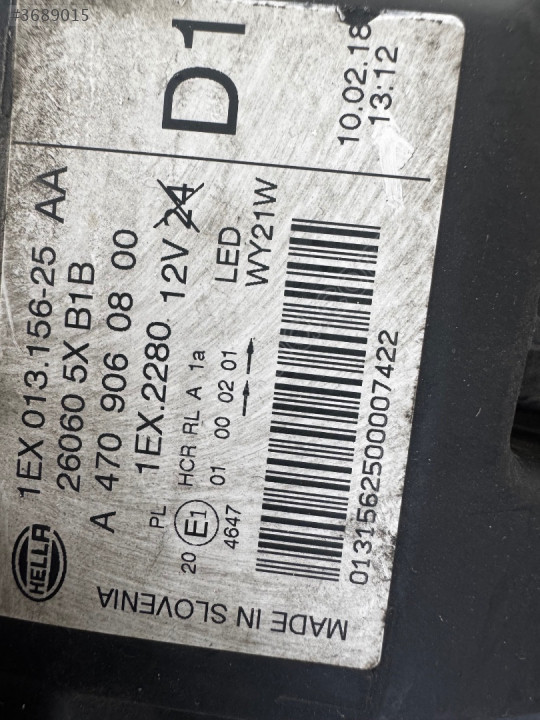 #3689015
D1
10.02.18
13:12
1EX 013.156-25 AA
26060 5X B1B
A 470 906 08 00
PL 1EX.2280 12V 24
HCR RL A 1a LED
20 E1 01 00 02 01 WY21W
4647
0131562500007422
HELLA
MADE IN SLOVENIA